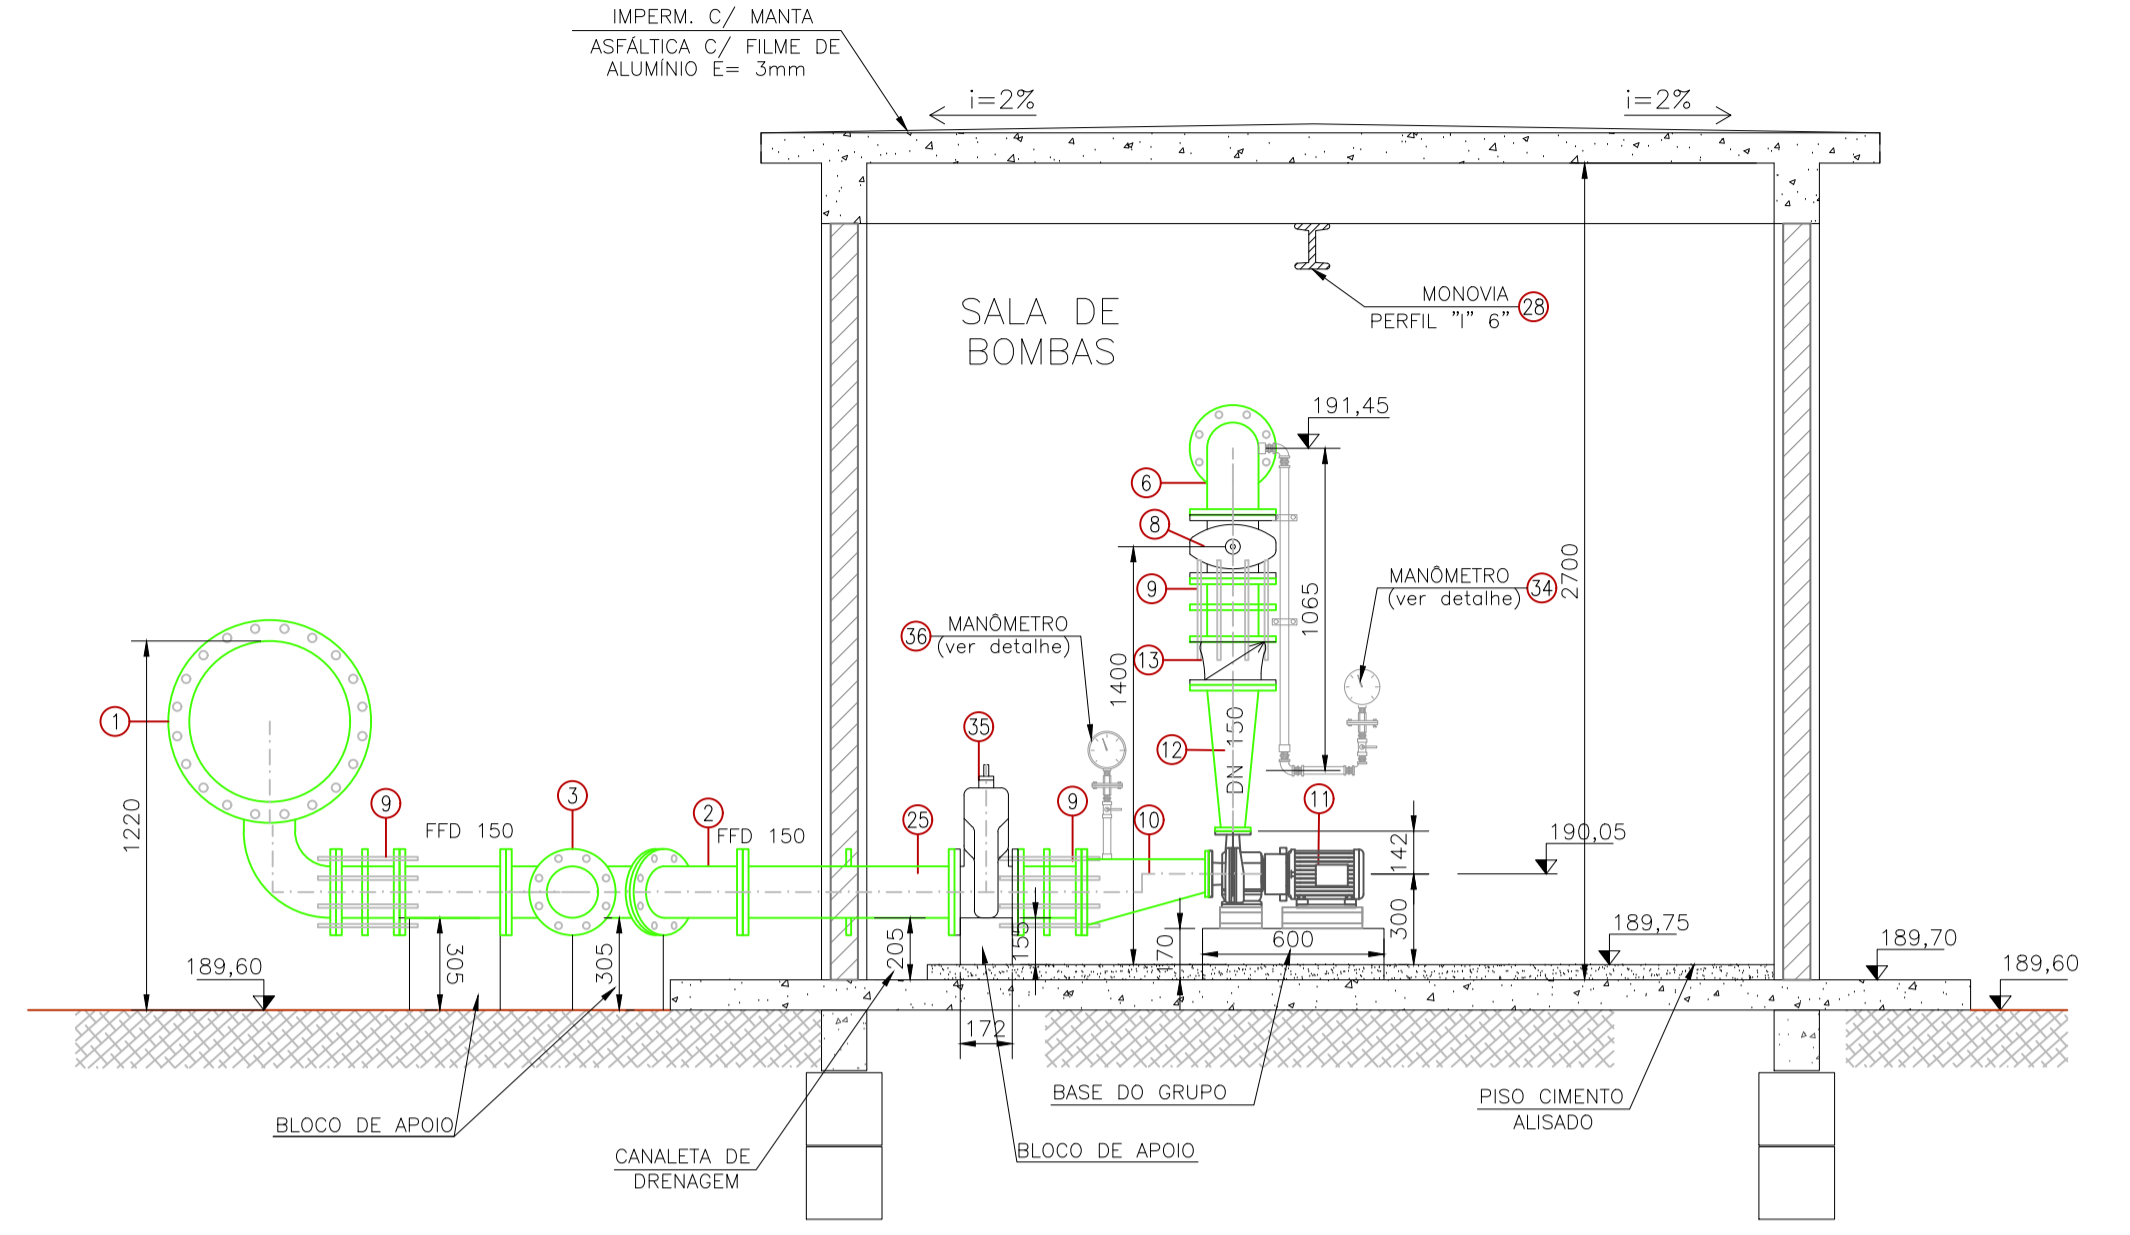 IMPERM. C/ MANTA
ASFÁLTICA C/ FILME DE
ALUMÍNIO E= 3mm
i=2%
i=2%
MONOVIA
PERFIL "I" 6"
28
SALA DE
BOMBAS
191,45
6
8
9
13
12
DN 150
1065
1400
2700
MANÔMETRO
(ver detalhe)
34
36
MANÔMETRO
(ver detalhe)
35
1
1220
9
FFD 150
3
2
FFD 150
25
9
10
11
142
190,05
300
305
305
205
155
170
600
172
189,60
189,75
189,70
189,60
BLOCO DE APOIO
CANALETA DE
DRENAGEM
BLOCO DE APOIO
BASE DO GRUPO
PISO CIMENTO
ALISADO